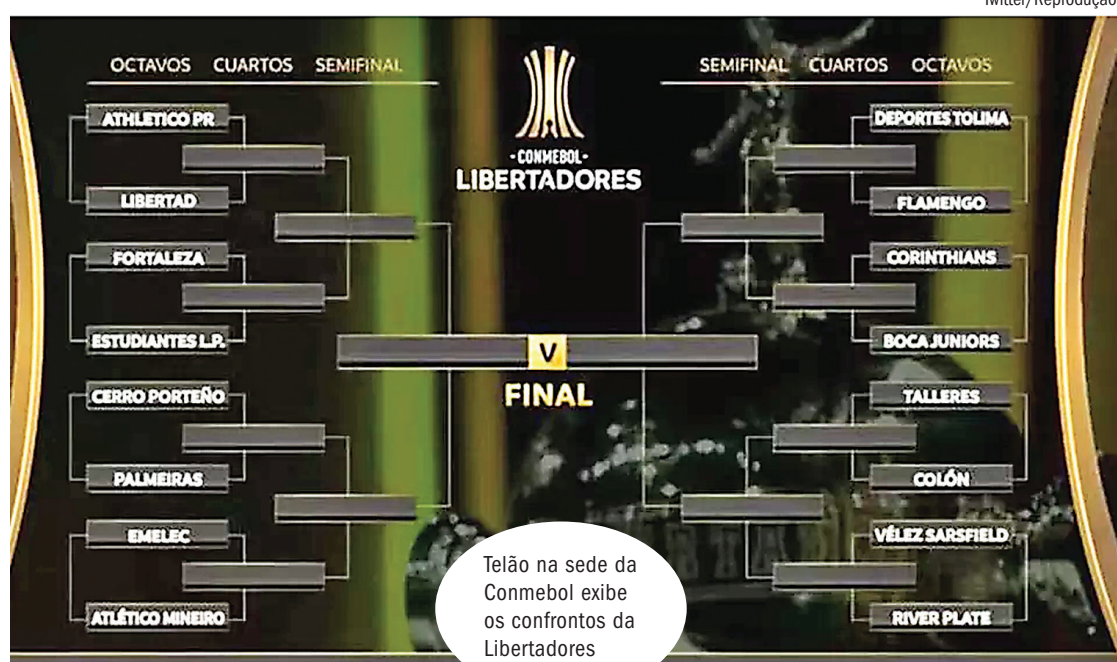 Twitter/Reprodução
OCTAVOS CUARTOS SEMIFINAL
ATHLETICO PR
LIBERTAD
FORTALEZA
ESTUDIANTES L.P.
CERRO PORTEÑO
PALMEIRAS
EMELEC
ATLÉTICO MINEIRO
-CONMEBOL-
LIBERTADORES
V
FINAL
SEMIFINAL CUARTOS OCTAVOS
DEPORTES TOLIMA
FLAMENGO
CORINTHIANS
BOCA JUNIORS
TALLERES
COLÓN
VÉLEZ SARSFIELD
RIVER PLATE
Telão na sede da
Conmebol exibe
os confrontos da
Libertadores